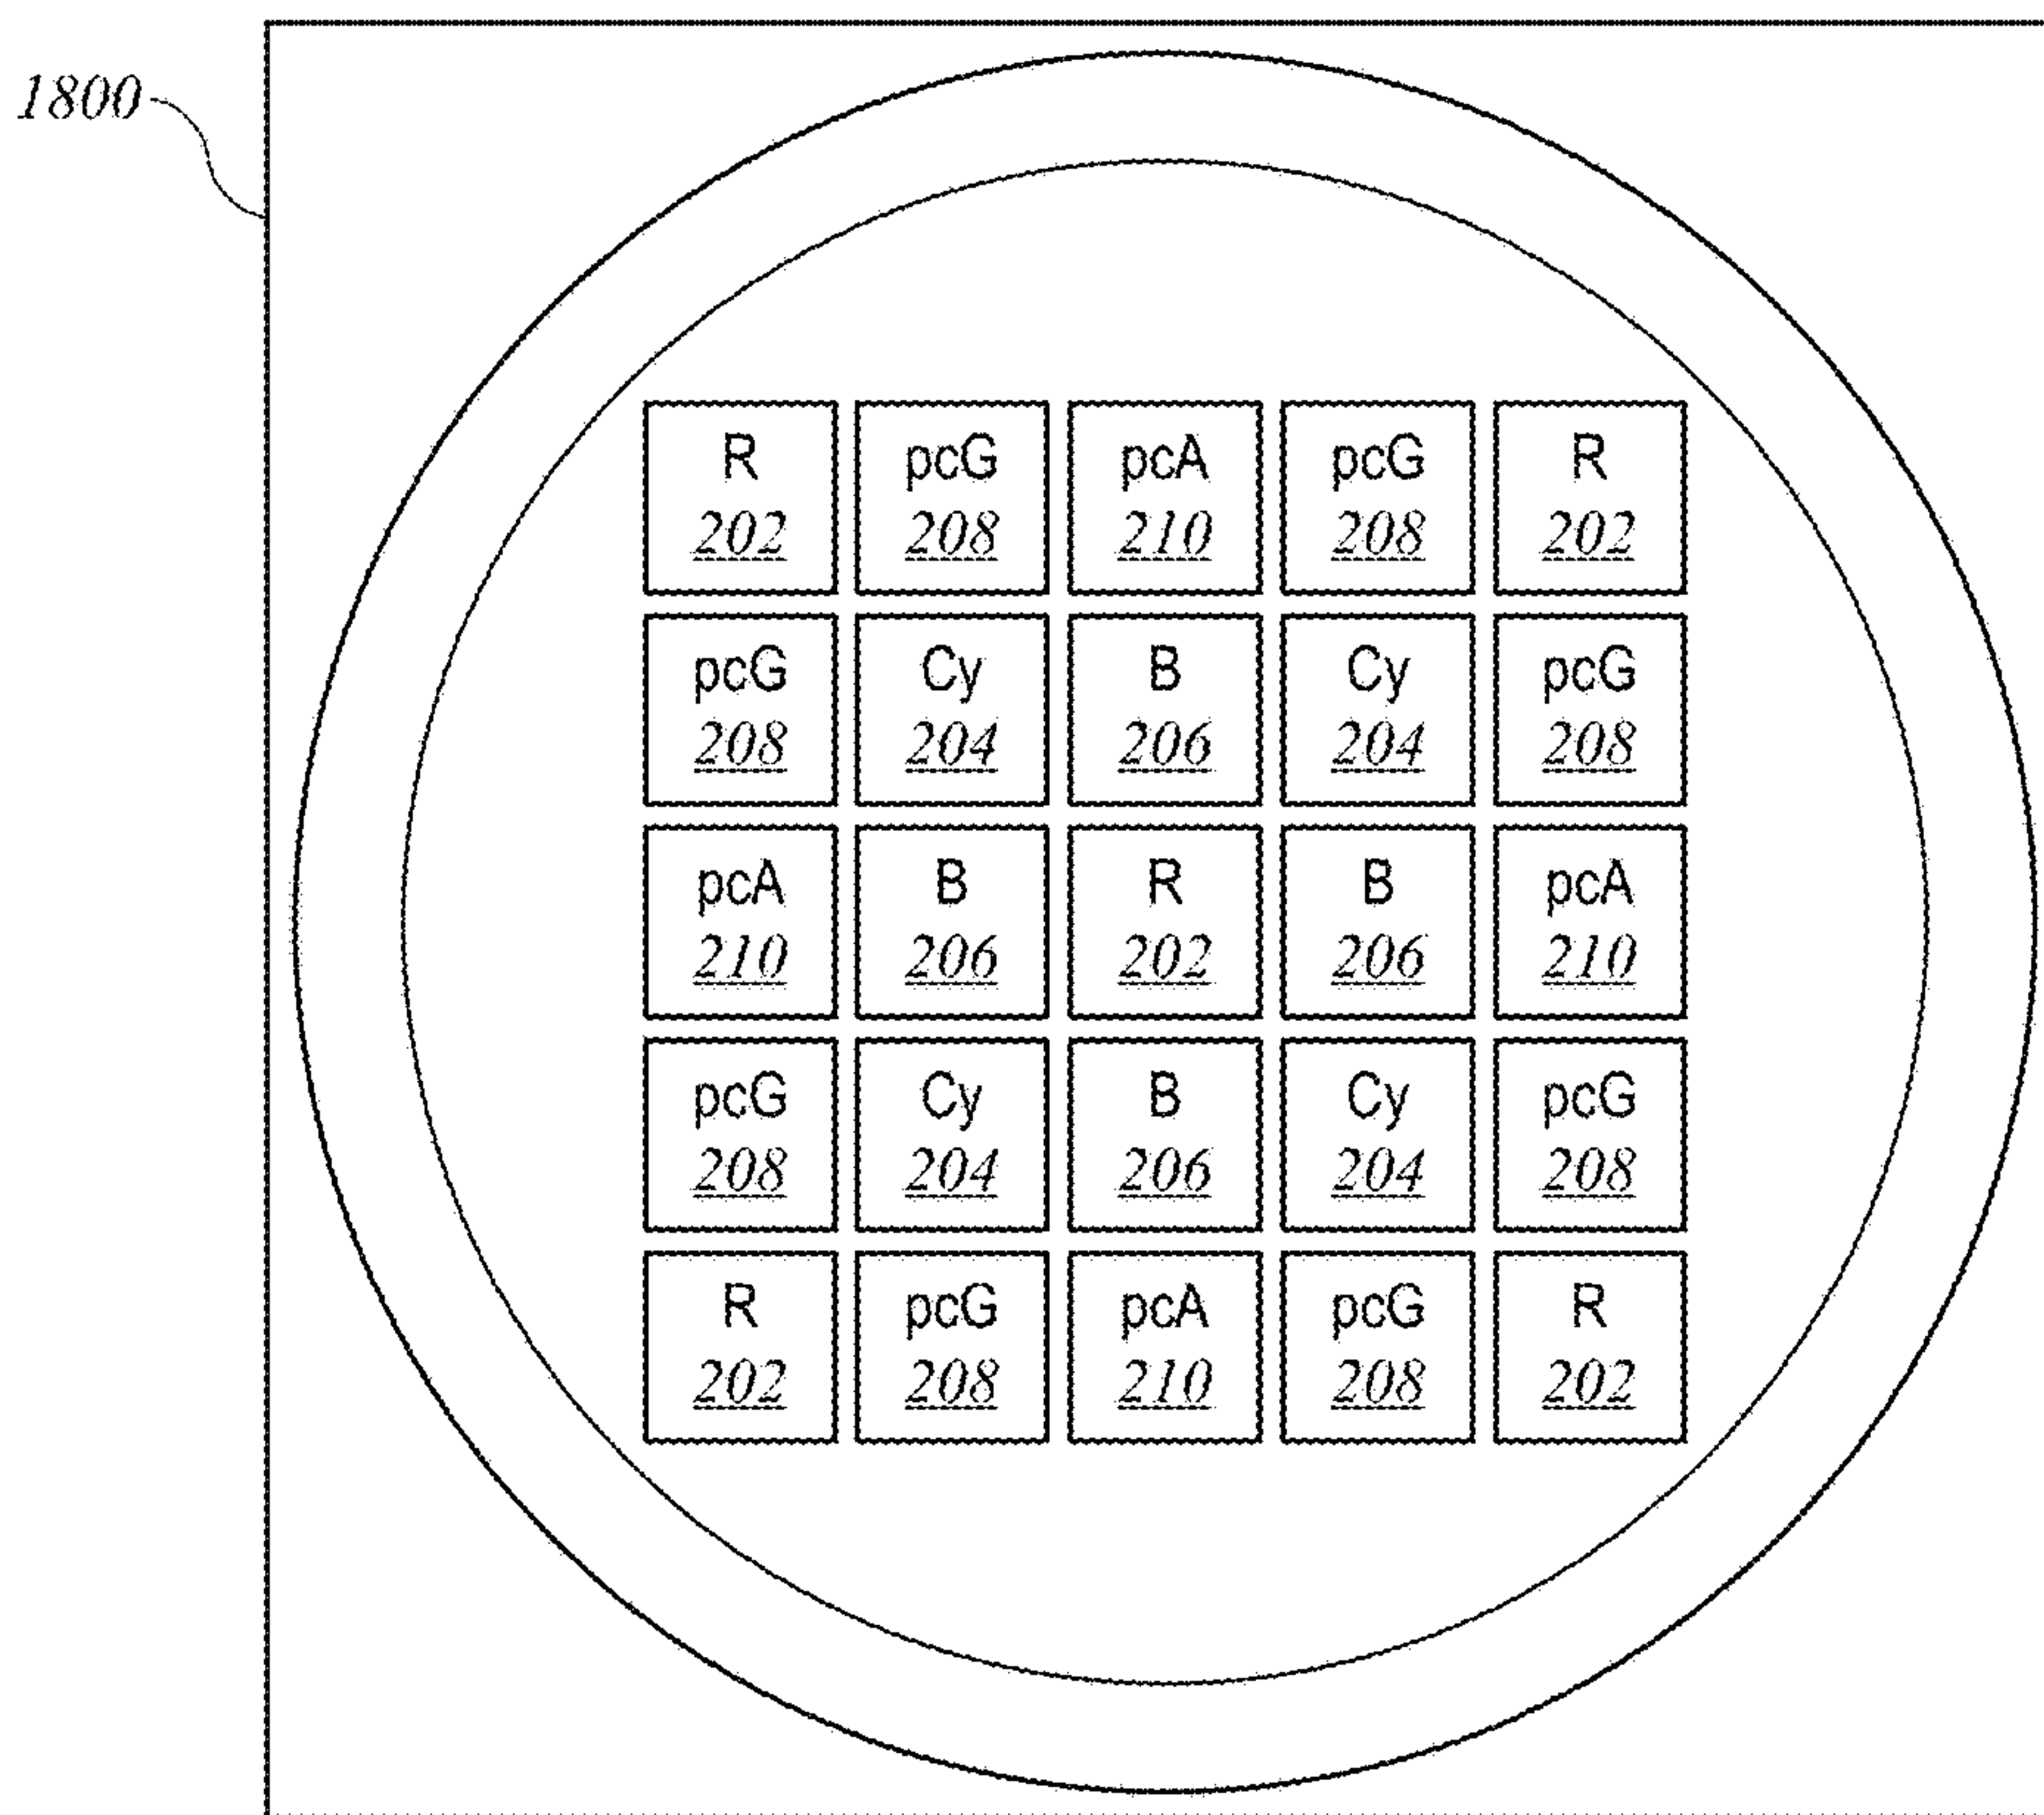 1800
R pcG pcA pcG R
202 208 210 208 202
pcG Cy B Cy pcG
208 204 206 204 208
pcA B R B pcA
210 206 202 206 210
pcG Cy B Cy pcG
208 204 206 204 208
R pcG pcA pcG R
202 208 210 208 202